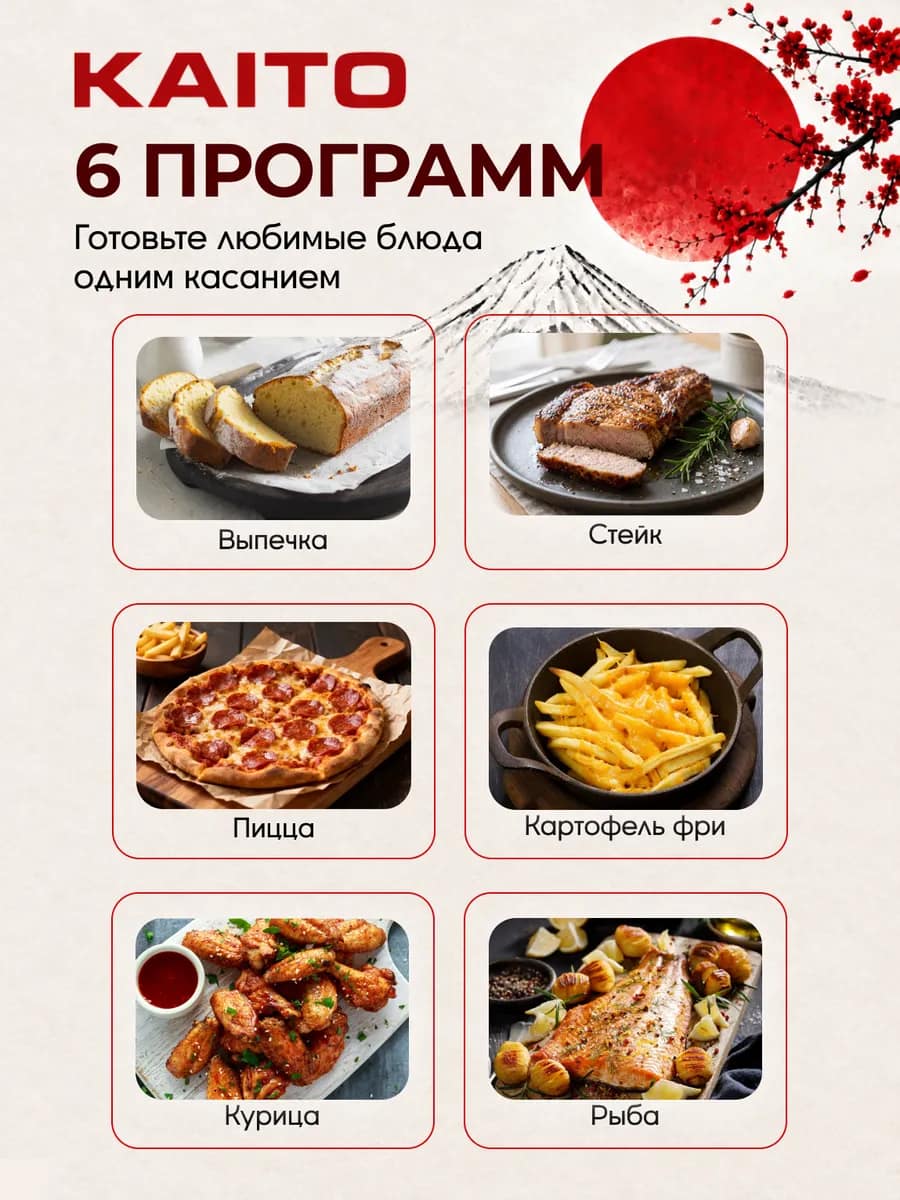 KAITO
6 ПРОГРАММ
Готовьте любимые блюда
одним касанием
Выпечка
Стейк
Пицца
Картофель фри
Курица
Рыба